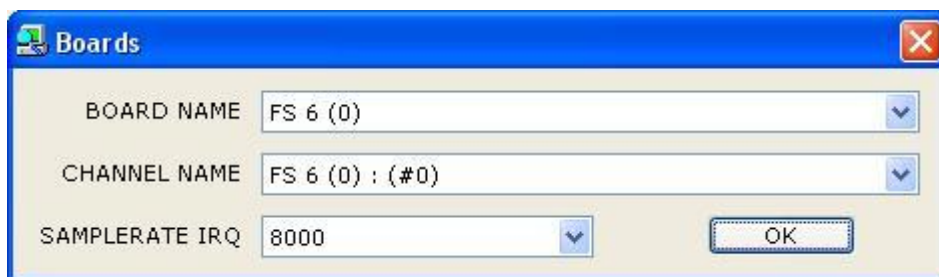 Boards
BOARD NAME FS 6 (0)
CHANNEL NAME FS 6 (0) : (#0)
SAMPLERATE IRQ 8000 OK